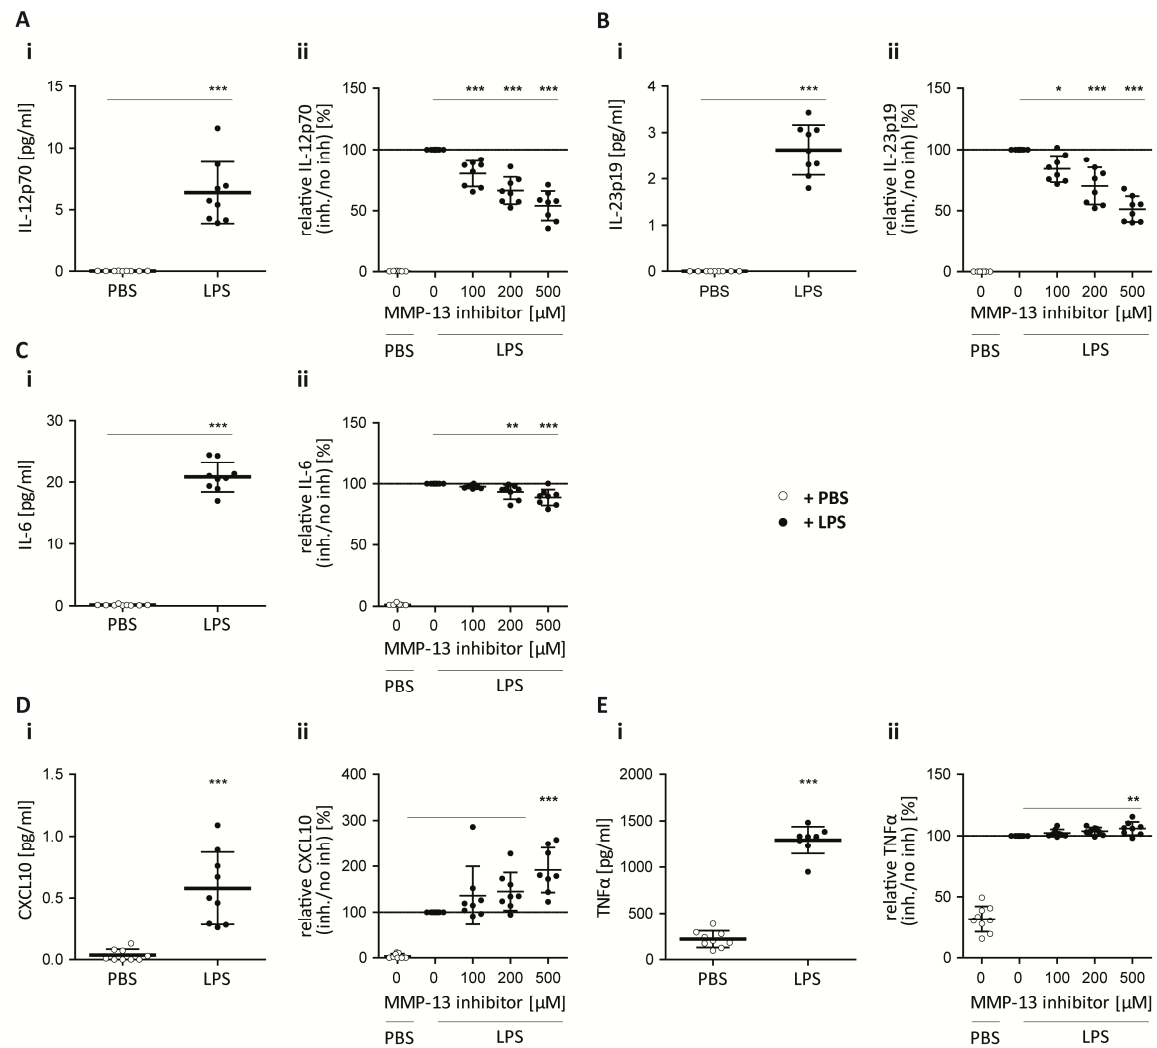 A
B
i
ii
i
ii
IL-12p70 [pg/ml]
15
10
5
0
***
PBS
LPS
relative IL-12p70
(inh./no inh) [%]
150
100
50
0
*** *** ***
0 0 100 200 500
MMP-13 inhibitor [µM]
PBS
LPS
IL-23p19 [pg/ml]
4
3
2
1
0
***
PBS
LPS
relative IL-23p19
(inh./no inh) [%]
150
100
50
0
* *** ***
0 0 100 200 500
MMP-13 inhibitor [µM]
PBS
LPS
C
i
ii
IL-6 [pg/ml]
30
20
10
0
***
PBS
LPS
relative IL-6
(inh./no inh) [%]
150
100
50
0
** ***
0 0 100 200 500
MMP-13 inhibitor [µM]
PBS
LPS
+ PBS
+ LPS
D
E
i
ii
i
ii
CXCL10 [pg/ml]
1.5
1.0
0.5
0.0
***
PBS
LPS
relative CXCL10
(inh./no inh) [%]
400
300
200
100
0
***
0 0 100 200 500
MMP-13 inhibitor [µM]
PBS
LPS
TNFα [pg/ml]
2000
1500
1000
500
0
***
PBS
LPS
relative TNFα
(inh./no inh) [%]
150
100
50
0
**
0 0 100 200 500
MMP-13 inhibitor [µM]
PBS
LPS